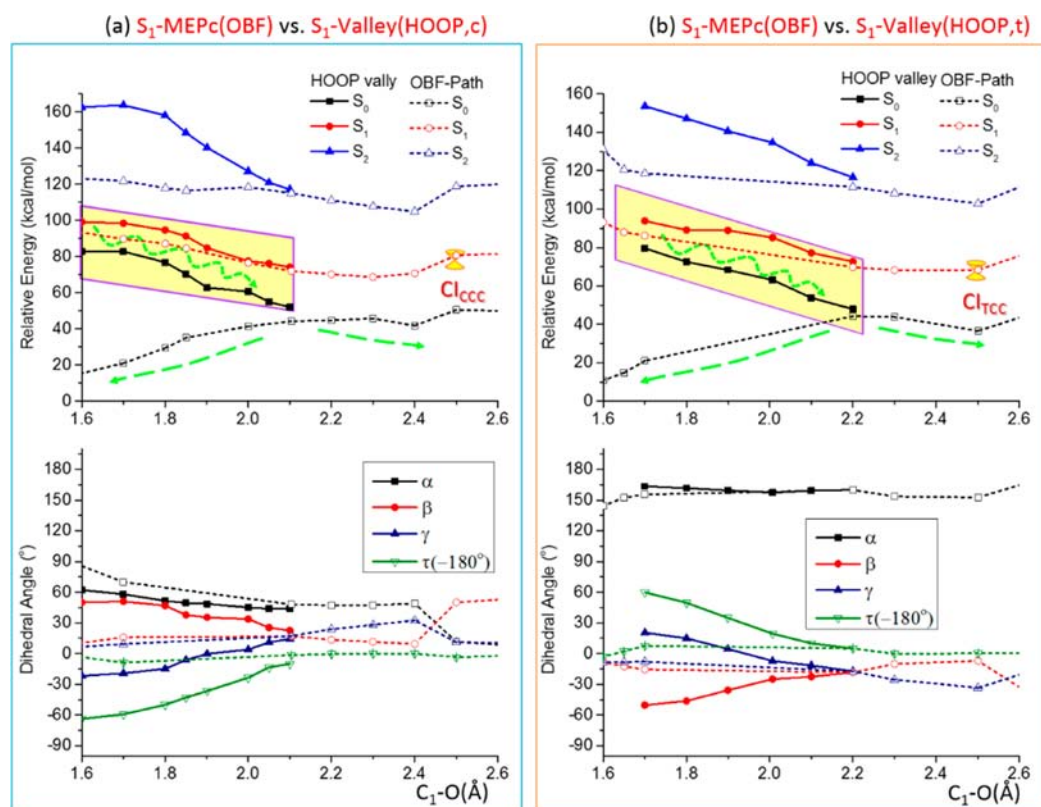 (a) S₁-MEPc(OBF) vs. S₁-Valley(HOOP,c)
HOOP vally OBF-Path
S₀ S₀
S₁ S₁
S₂ S₂
Relative Energy (kcal/mol)
160
140
120
100
80
60
40
20
0
CI_CCC
1.6 1.8 2.0 2.2 2.4 2.6
Dihedral Angle (°)
150
120
90
60
30
0
-30
-60
-90
α
β
γ
τ(−180°)
C₁-O(Å)
1.6 1.8 2.0 2.2 2.4 2.6
(b) S₁-MEPc(OBF) vs. S₁-Valley(HOOP,t)
HOOP valley OBF-Path
S₀ S₀
S₁ S₁
S₂ S₂
Relative Energy (kcal/mol)
160
140
120
100
80
60
40
20
0
CI_TCC
1.6 1.8 2.0 2.2 2.4 2.6
Dihedral Angle (°)
150
120
90
60
30
0
-30
-60
-90
α
β
γ
τ(−180°)
C₁-O(Å)
1.6 1.8 2.0 2.2 2.4 2.6